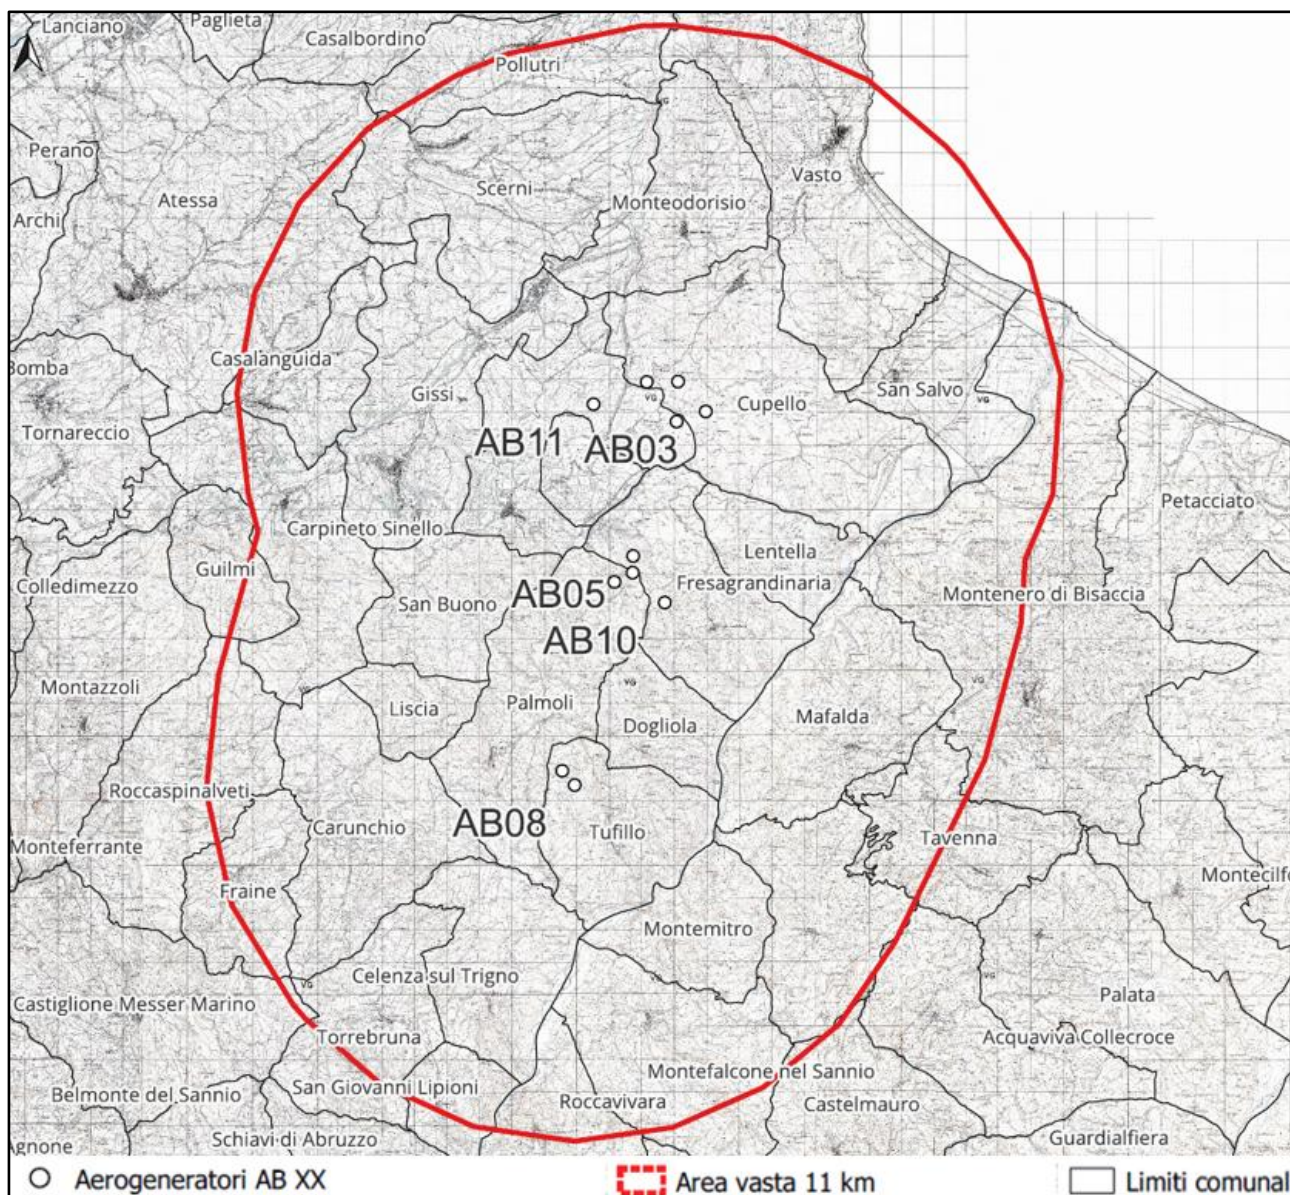 Lanciano
Paglieta
Casalbordino
Pollutri
Perano
Atessa
Scerni
Monteodorisio
Vasto
Archi
Casalanguida
Bomba
Gissi
Cupello
San Salvo
Tornareccio
AB11
AB03
Petacciato
Carpineto Sinello
Guilmi
Colledimezzo
San Buono
AB05
Lentella
Fresagrandinaria
Montenero di Bisaccia
AB10
Montazzoli
Liscia
Palmoli
Dogliola
Mafalda
Roccaspinalveti
Monteferrante
Carunchio
AB08
Tufillo
Tavenna
Montecilfo
Fraine
Montemitro
Celenza sul Trigno
Castiglione Messer Marino
Palata
Torrebruna
Acquaviva Collecroce
San Giovanni Lipioni
Montefalcone nel Sannio
Belmonte del Sannio
Roccavivara
Castelmauro
Agnone
Schiavi di Abruzzo
Guardialfiera
Aerogeneratori AB XX
Area vasta 11 km
Limiti comunal